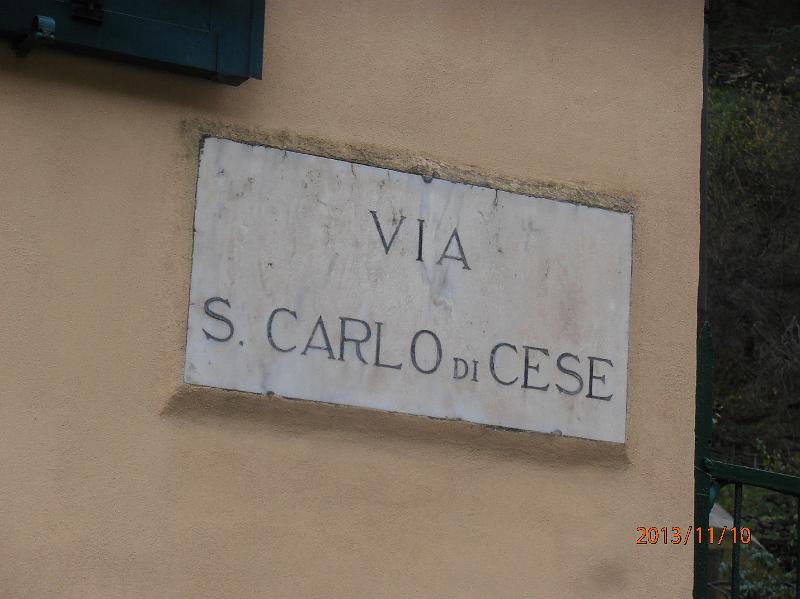 VIA
S. CARLO DI CESE
2013/11/10